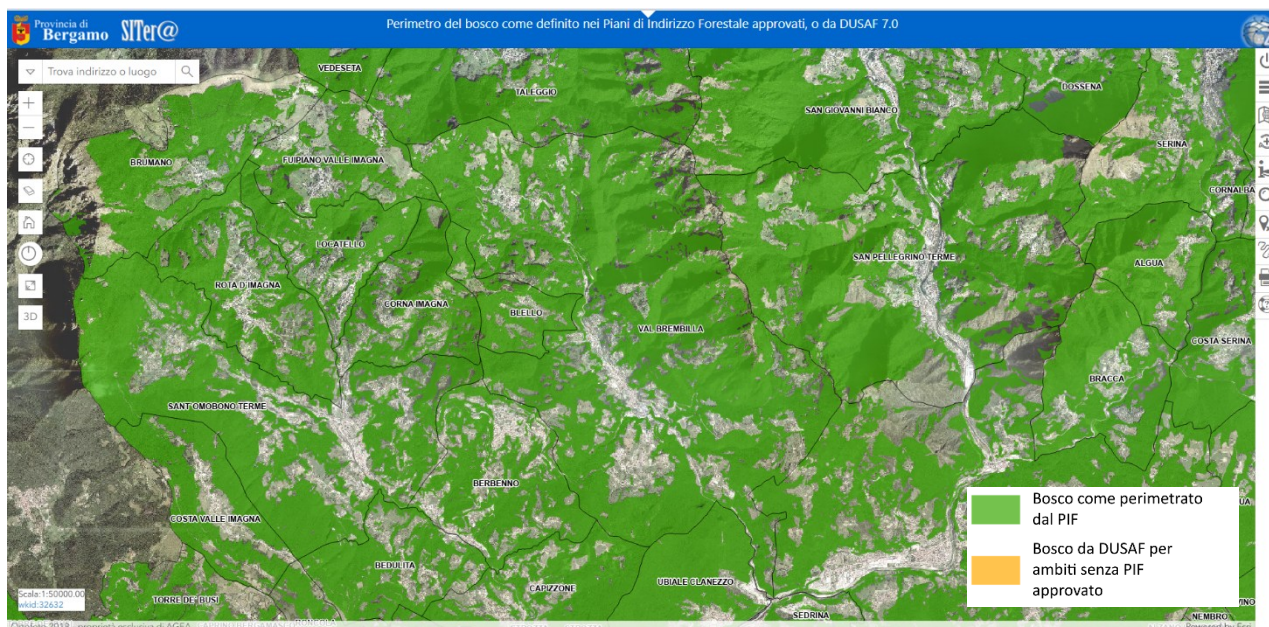 Provincia di
Bergamo SITer@
Perimetro del bosco come definito nei Piani di Indirizzo Forestale approvati, o da DUSAF 7.0
Trova indirizzo o luogo
VEDESETA
TALEGGIO
DOSSENA
SAN GIOVANNI BIANCO
SERINA
BRUMANO
FUIPIANO VALLE IMAGNA
CORNALBA
LOCATELLO
SAN PELLEGRINO TERME
ALGUA
ROTA D'IMAGNA
CORNA IMAGNA
BLELLO
3D
VAL BREMBILLA
COSTA SERINA
BRACCA
SANT'OMOBONO TERME
BERBENNO
Bosco come perimetrato
dal PIF
COSTA VALLE IMAGNA
Bosco da DUSAF per
ambiti senza PIF
approvato
BEDULITA
CAPIZZONE
UBIALE CLANEZZO
Scala:1:50000.00
wkid:32632
TORRE DE' BUSI
SEDRINA
NEMBRO
Powered by Esri